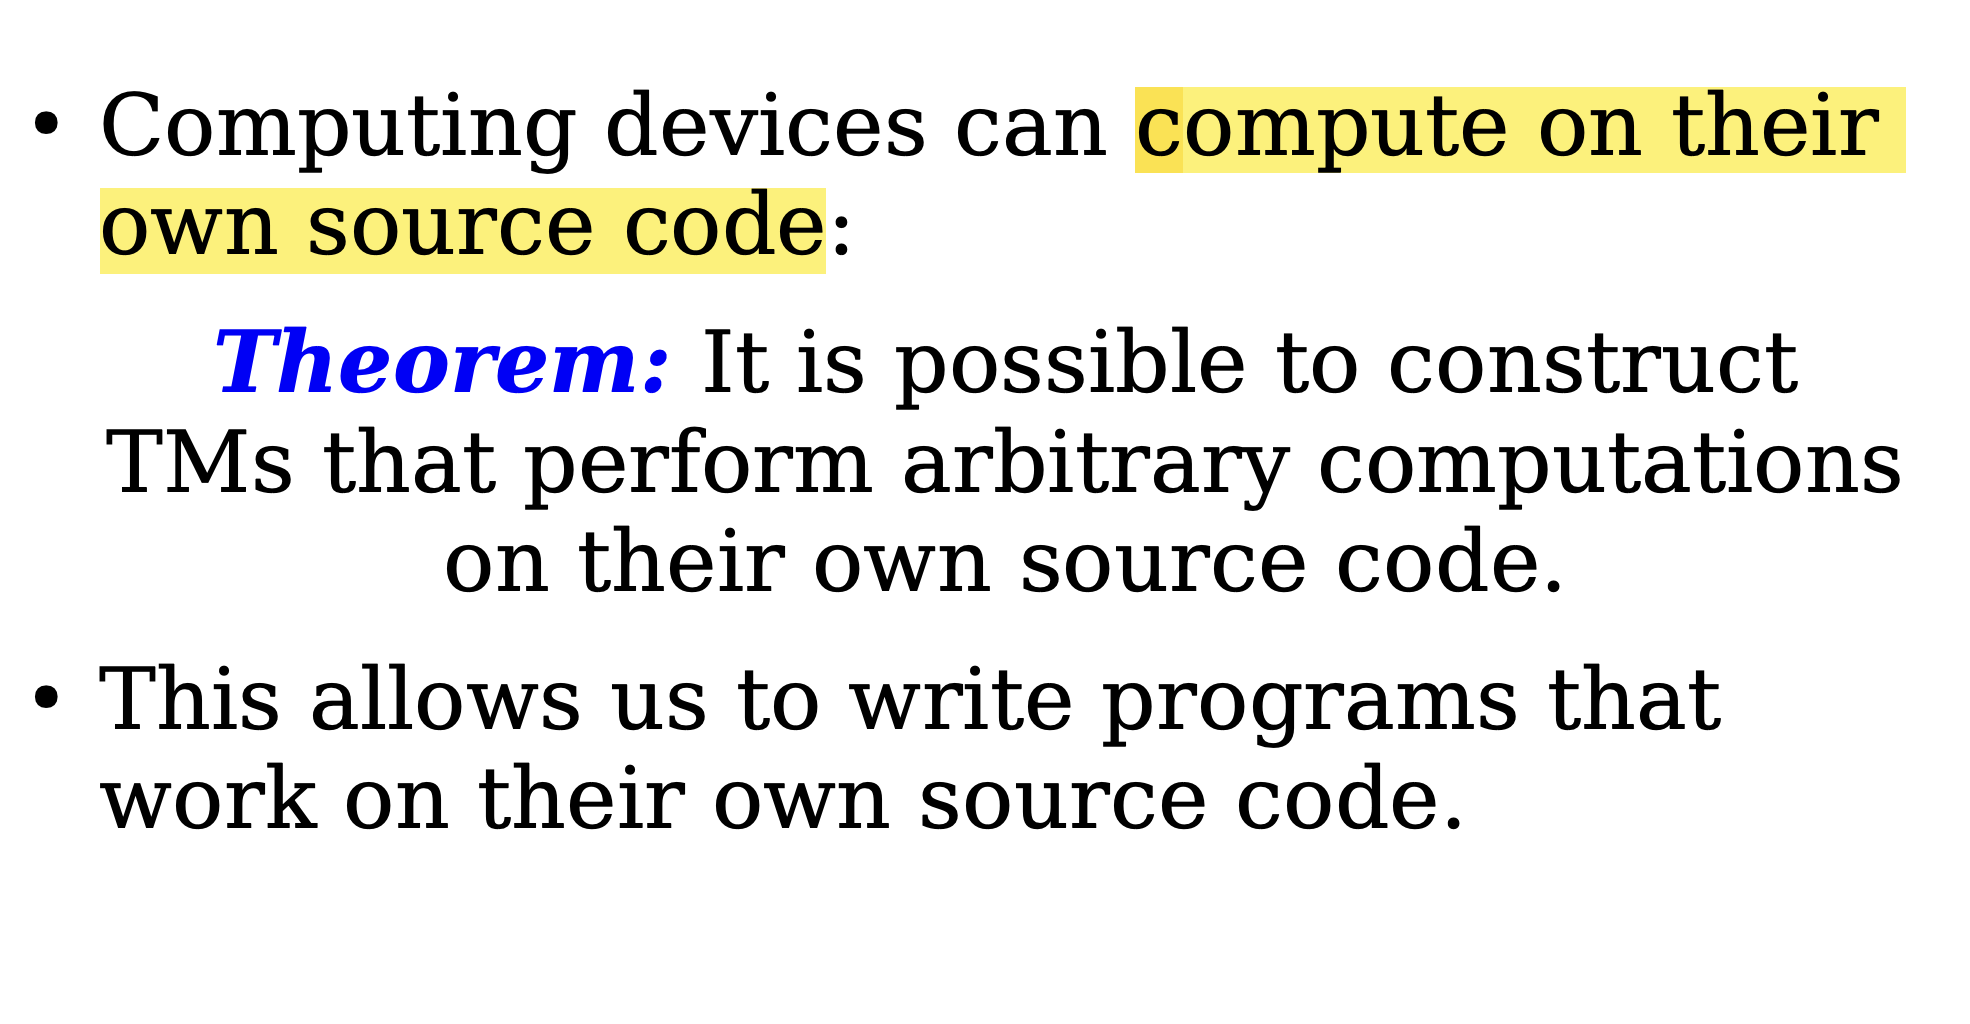 • Computing devices can compute on their
own source code:
Theorem: It is possible to construct
TMs that perform arbitrary computations
on their own source code.
• This allows us to write programs that
work on their own source code.